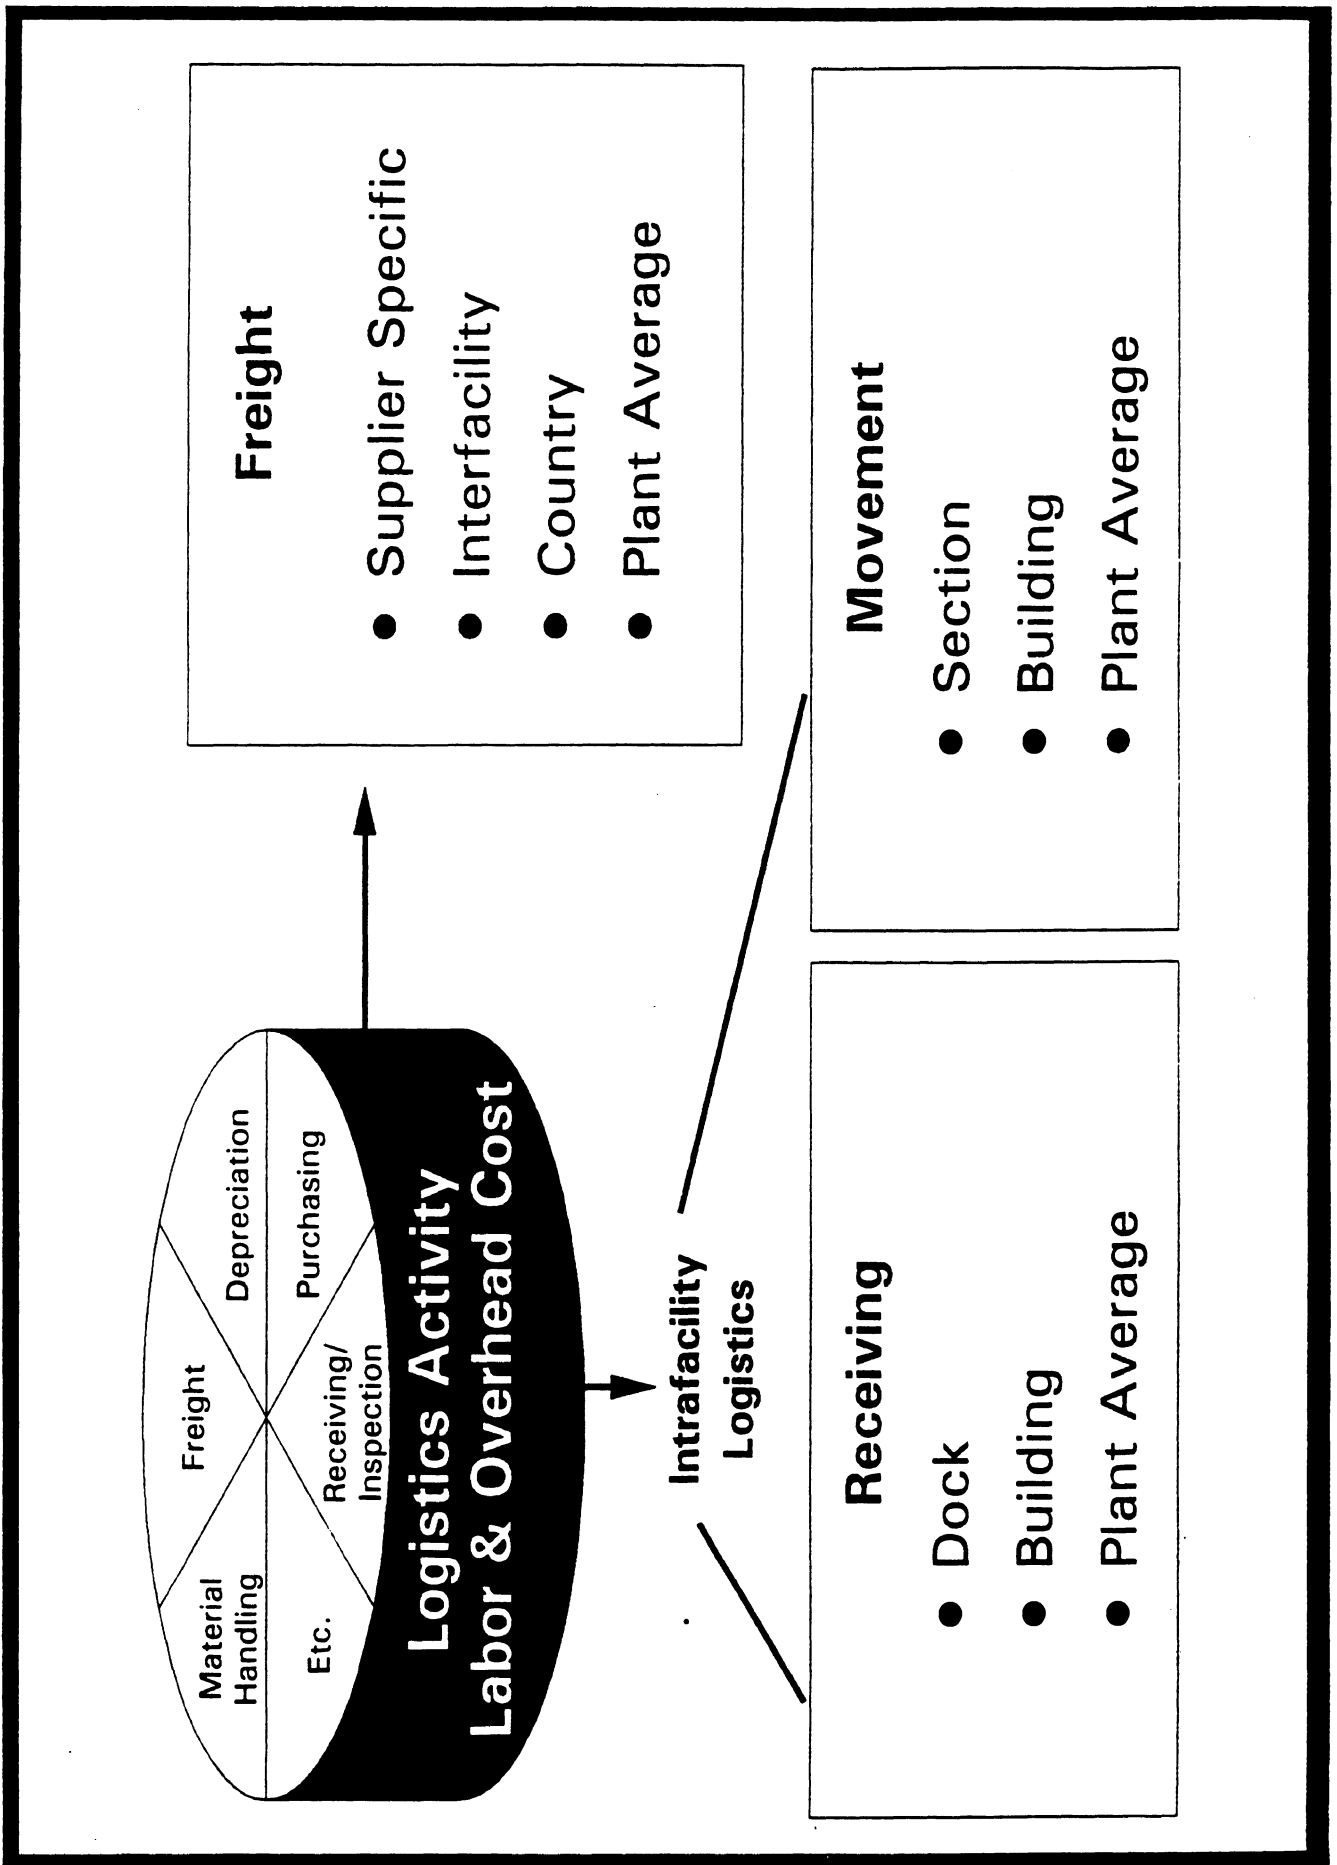 Material
Handling
Freight
Depreciation
Etc.
Receiving/
Inspection
Purchasing
Logistics Activity
Labor & Overhead Cost
Freight
● Supplier Specific
● Interfacility
● Country
● Plant Average
Intrafacility
Logistics
Receiving
● Dock
● Building
● Plant Average
Movement
● Section
● Building
● Plant Average